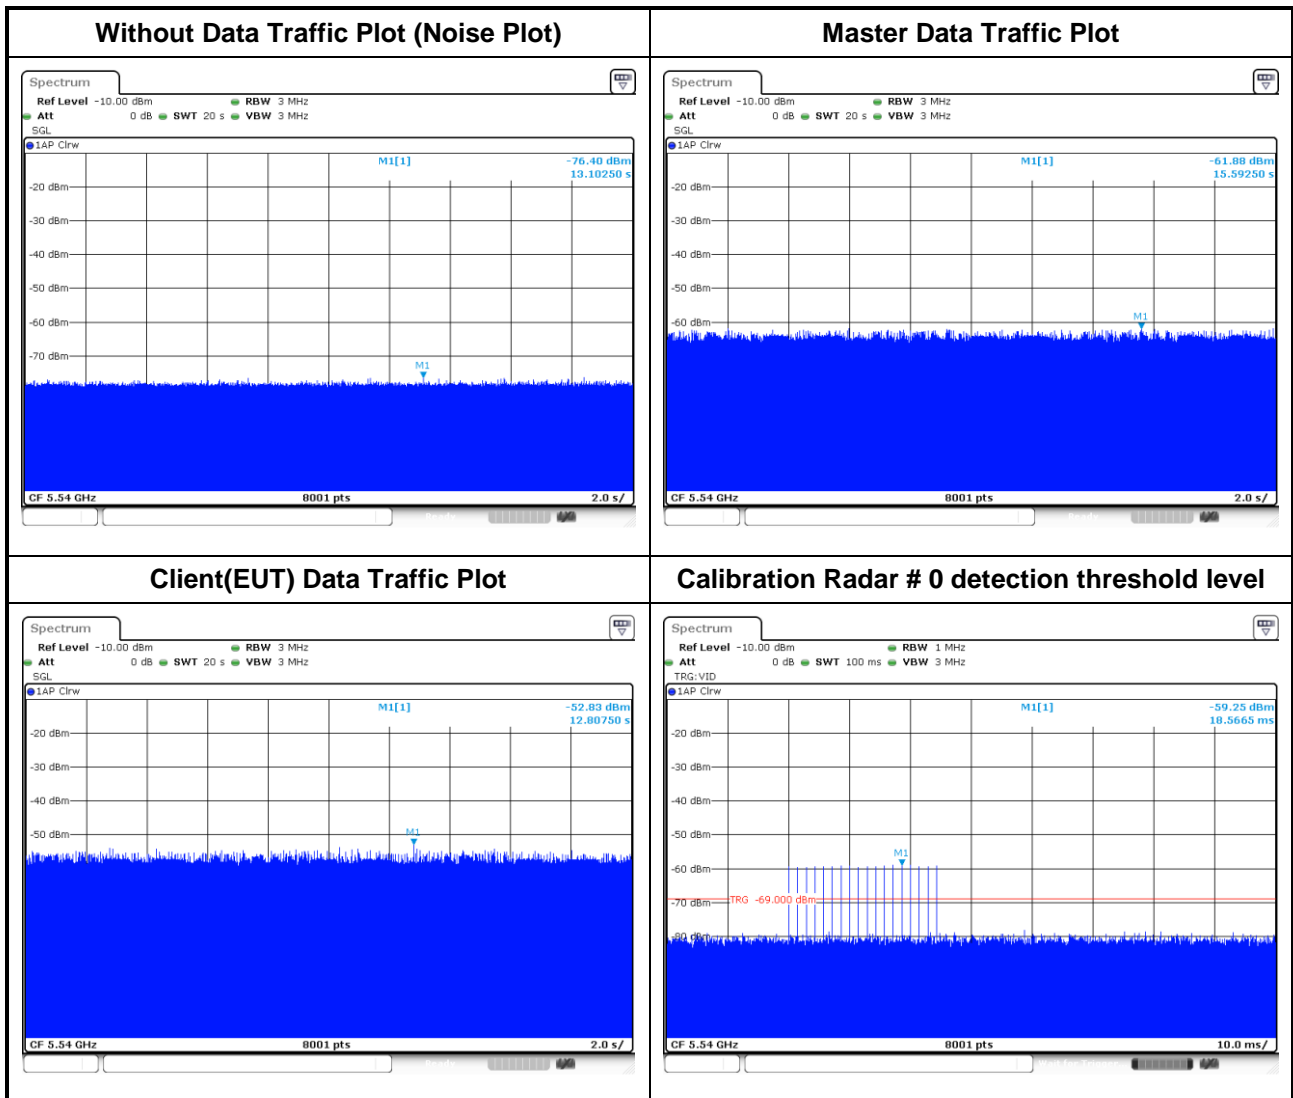 Without Data Traffic Plot (Noise Plot)
Spectrum
Ref Level -10.00 dBm RBW 3 MHz
Att 0 dB SWT 20 s VBW 3 MHz
SGL
1AP Clrw
M1[1] -76.40 dBm
13.10250 s
-20 dBm
-30 dBm
-40 dBm
-50 dBm
-60 dBm
-70 dBm
M1
CF 5.54 GHz 8001 pts 2.0 s/
Master Data Traffic Plot
Spectrum
Ref Level -10.00 dBm RBW 3 MHz
Att 0 dB SWT 20 s VBW 3 MHz
SGL
1AP Clrw
M1[1] -61.88 dBm
15.59250 s
-20 dBm
-30 dBm
-40 dBm
-50 dBm
-60 dBm
M1
CF 5.54 GHz 8001 pts 2.0 s/
Client(EUT) Data Traffic Plot
Spectrum
Ref Level -10.00 dBm RBW 3 MHz
Att 0 dB SWT 20 s VBW 3 MHz
SGL
1AP Clrw
M1[1] -52.83 dBm
12.80750 s
-20 dBm
-30 dBm
-40 dBm
-50 dBm
M1
CF 5.54 GHz 8001 pts 2.0 s/
Calibration Radar # 0 detection threshold level
Spectrum
Ref Level -10.00 dBm RBW 1 MHz
Att 0 dB SWT 100 ms VBW 3 MHz
TRG:VID
1AP Clrw
M1[1] -59.25 dBm
18.5665 ms
-20 dBm
-30 dBm
-40 dBm
-50 dBm
M1
-60 dBm
-70 dBm TRG -69.000 dBm
-80 dBm
CF 5.54 GHz 8001 pts 10.0 ms/